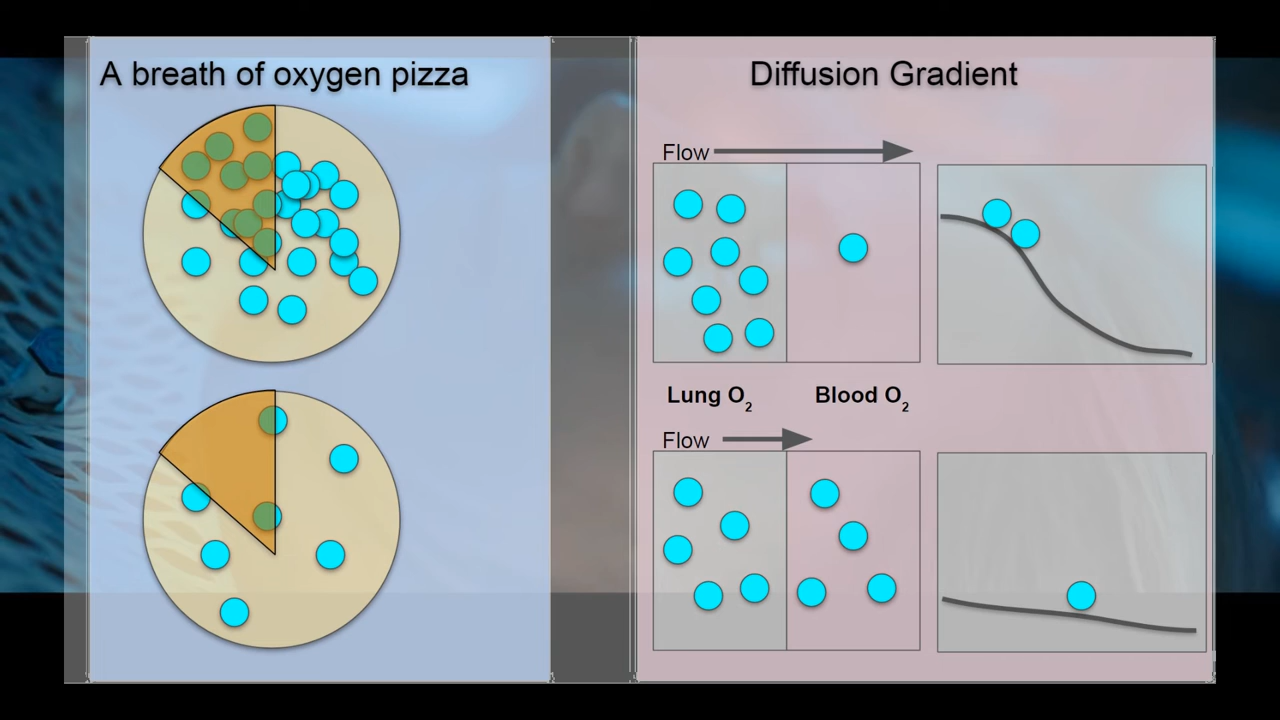 A breath of oxygen pizza
Diffusion Gradient
Flow
Lung O2
Blood O2
Flow